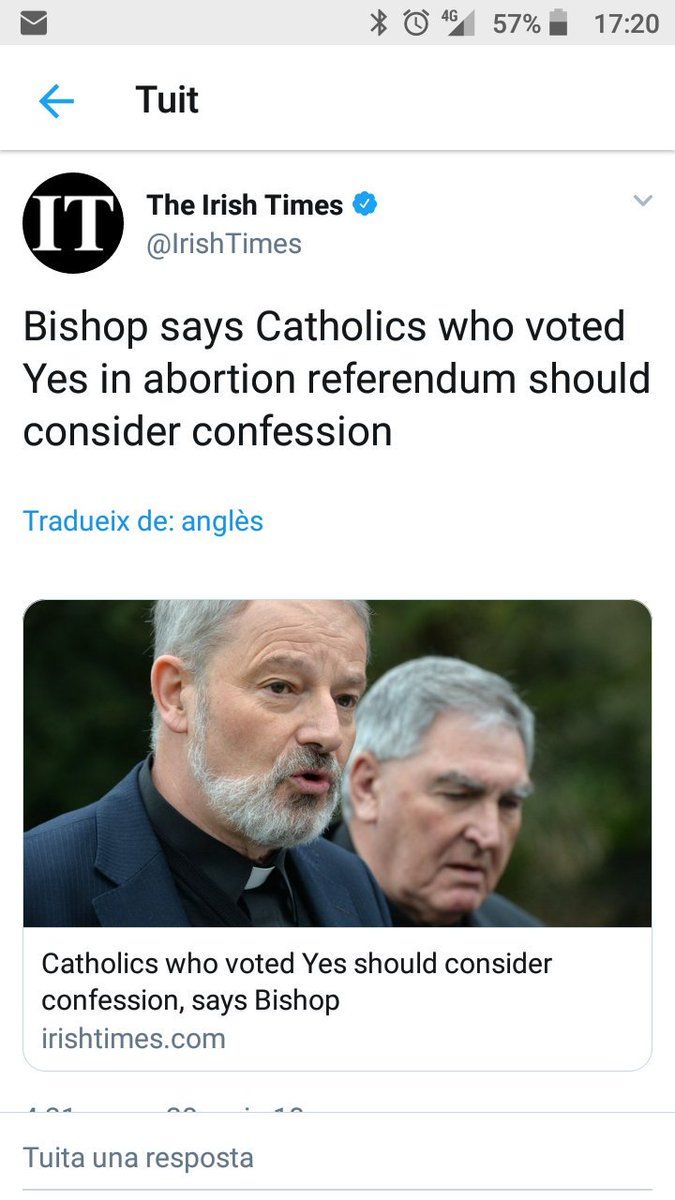 4G 57% 17:20
Tuit
IT The Irish Times
@IrishTimes
Bishop says Catholics who voted
Yes in abortion referendum should
consider confession
Tradueix de: anglès
Catholics who voted Yes should consider
confession, says Bishop
irishtimes.com
Tuita una resposta